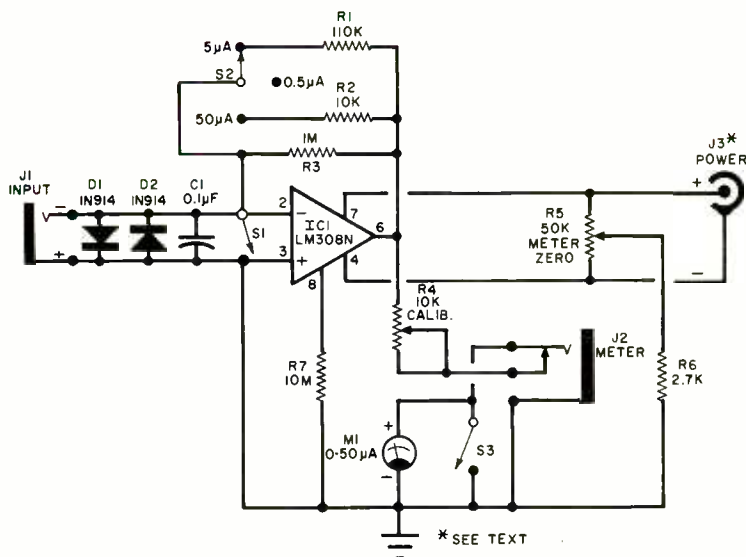 R1
110K
5µA
S2
0.5µA
R2
10K
50µA
1M
R3
J3*
POWER
+
J1
INPUT
D1
IN914
D2
IN914
C1
0.1µF
-
2
-
7
IC1
LM308N
6
R5
50K
METER
ZERO
S1
+
3
+
4
-
8
R4
10K
CALIB.
J2
METER
R7
10M
R6
2.7K
+
M1
0-50µA
S3
-
*SEE TEXT